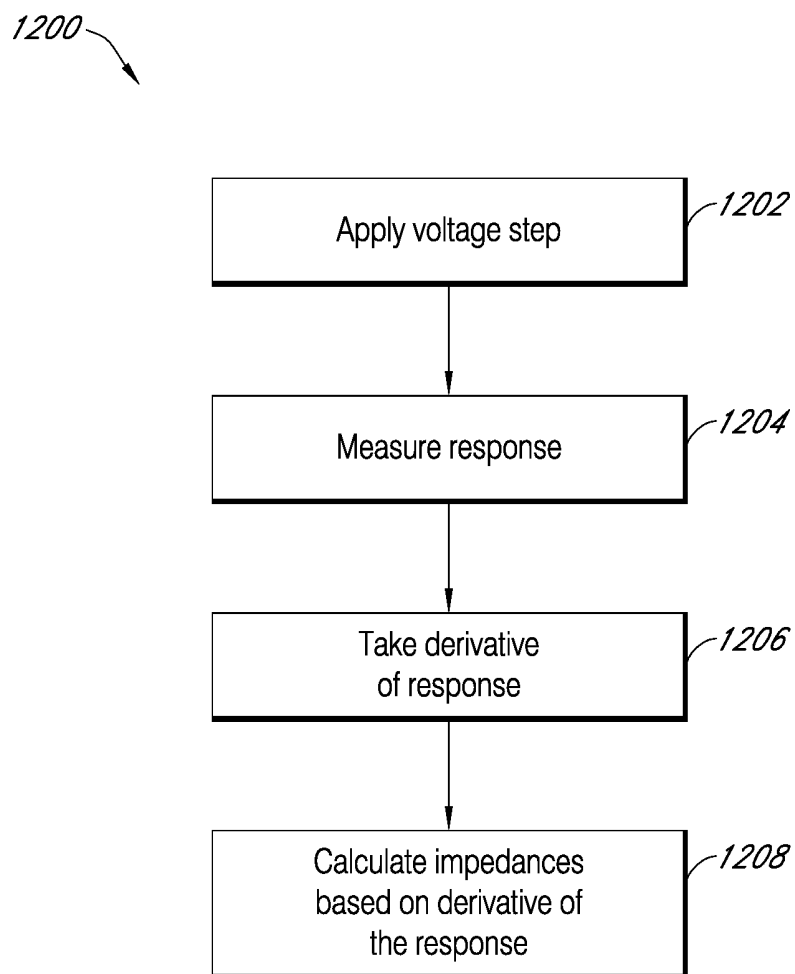 1200
Apply voltage step
1202
Measure response
1204
Take derivative
of response
1206
Calculate impedances
based on derivative of
the response
1208